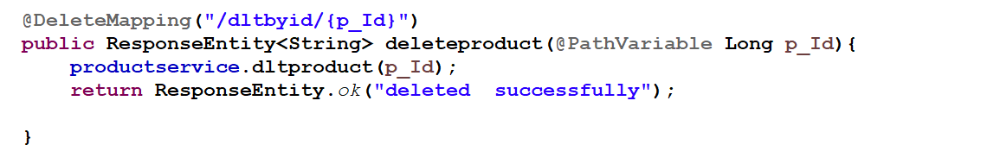 @DeleteMapping("/dltbyid/{p_Id}")
public ResponseEntity<String> deleteproduct(@PathVariable Long p_Id){
    productservice.dltproduct(p_Id);
    return ResponseEntity.ok("deleted  successfully");
}